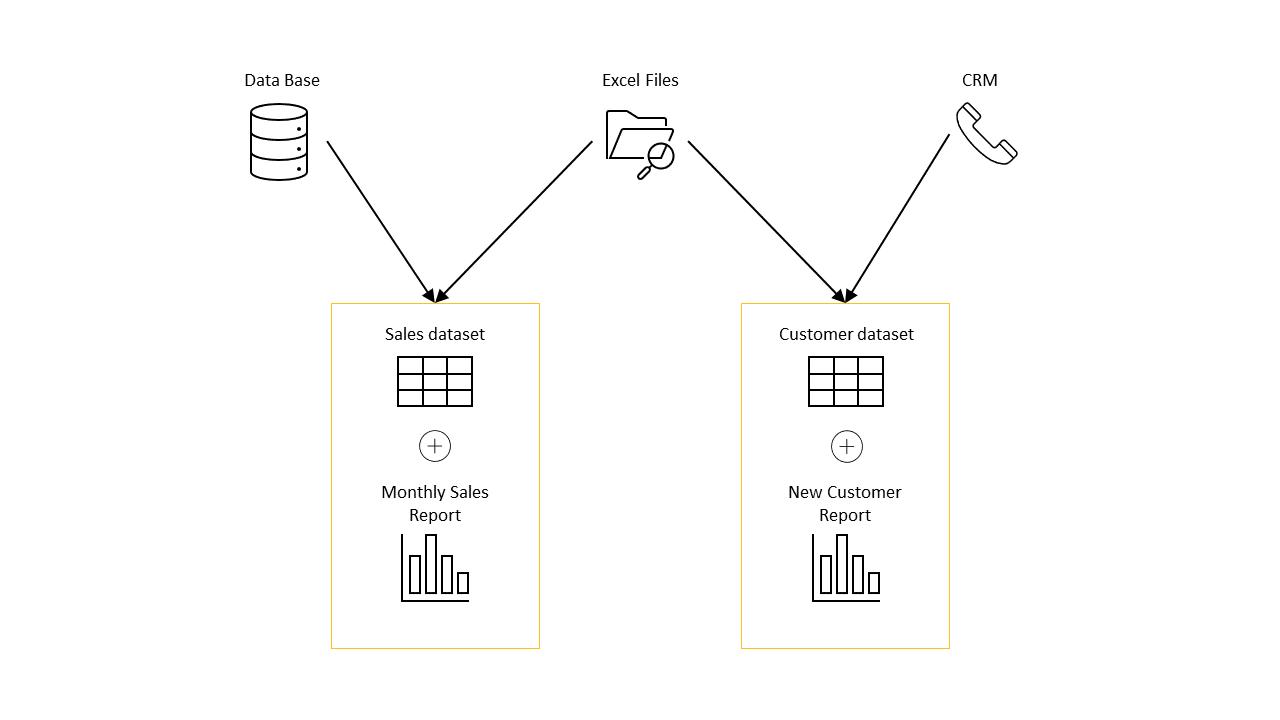 Data Base
Excel Files
CRM
Sales dataset
Customer dataset
Monthly Sales
Report
New Customer
Report